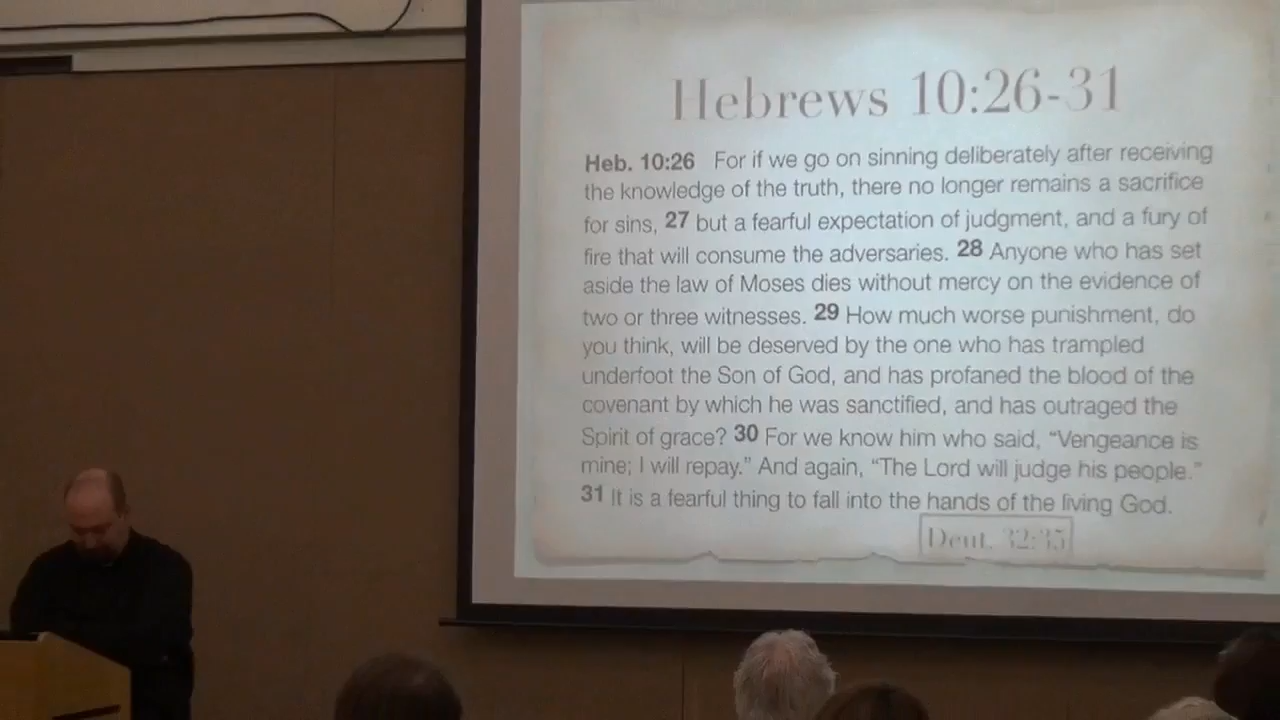 Hebrews 10:26-31
Heb. 10:26 For if we go on sinning deliberately after receiving
the knowledge of the truth, there no longer remains a sacrifice
for sins, 27 but a fearful expectation of judgment, and a fury of
fire that will consume the adversaries. 28 Anyone who has set
aside the law of Moses dies without mercy on the evidence of
two or three witnesses. 29 How much worse punishment, do
you think, will be deserved by the one who has trampled
underfoot the Son of God, and has profaned the blood of the
covenant by which he was sanctified, and has outraged the
Spirit of grace? 30 For we know him who said, “Vengeance is
mine; I will repay.” And again, “The Lord will judge his people.”
31 It is a fearful thing to fall into the hands of the living God.
Deut. 32:35